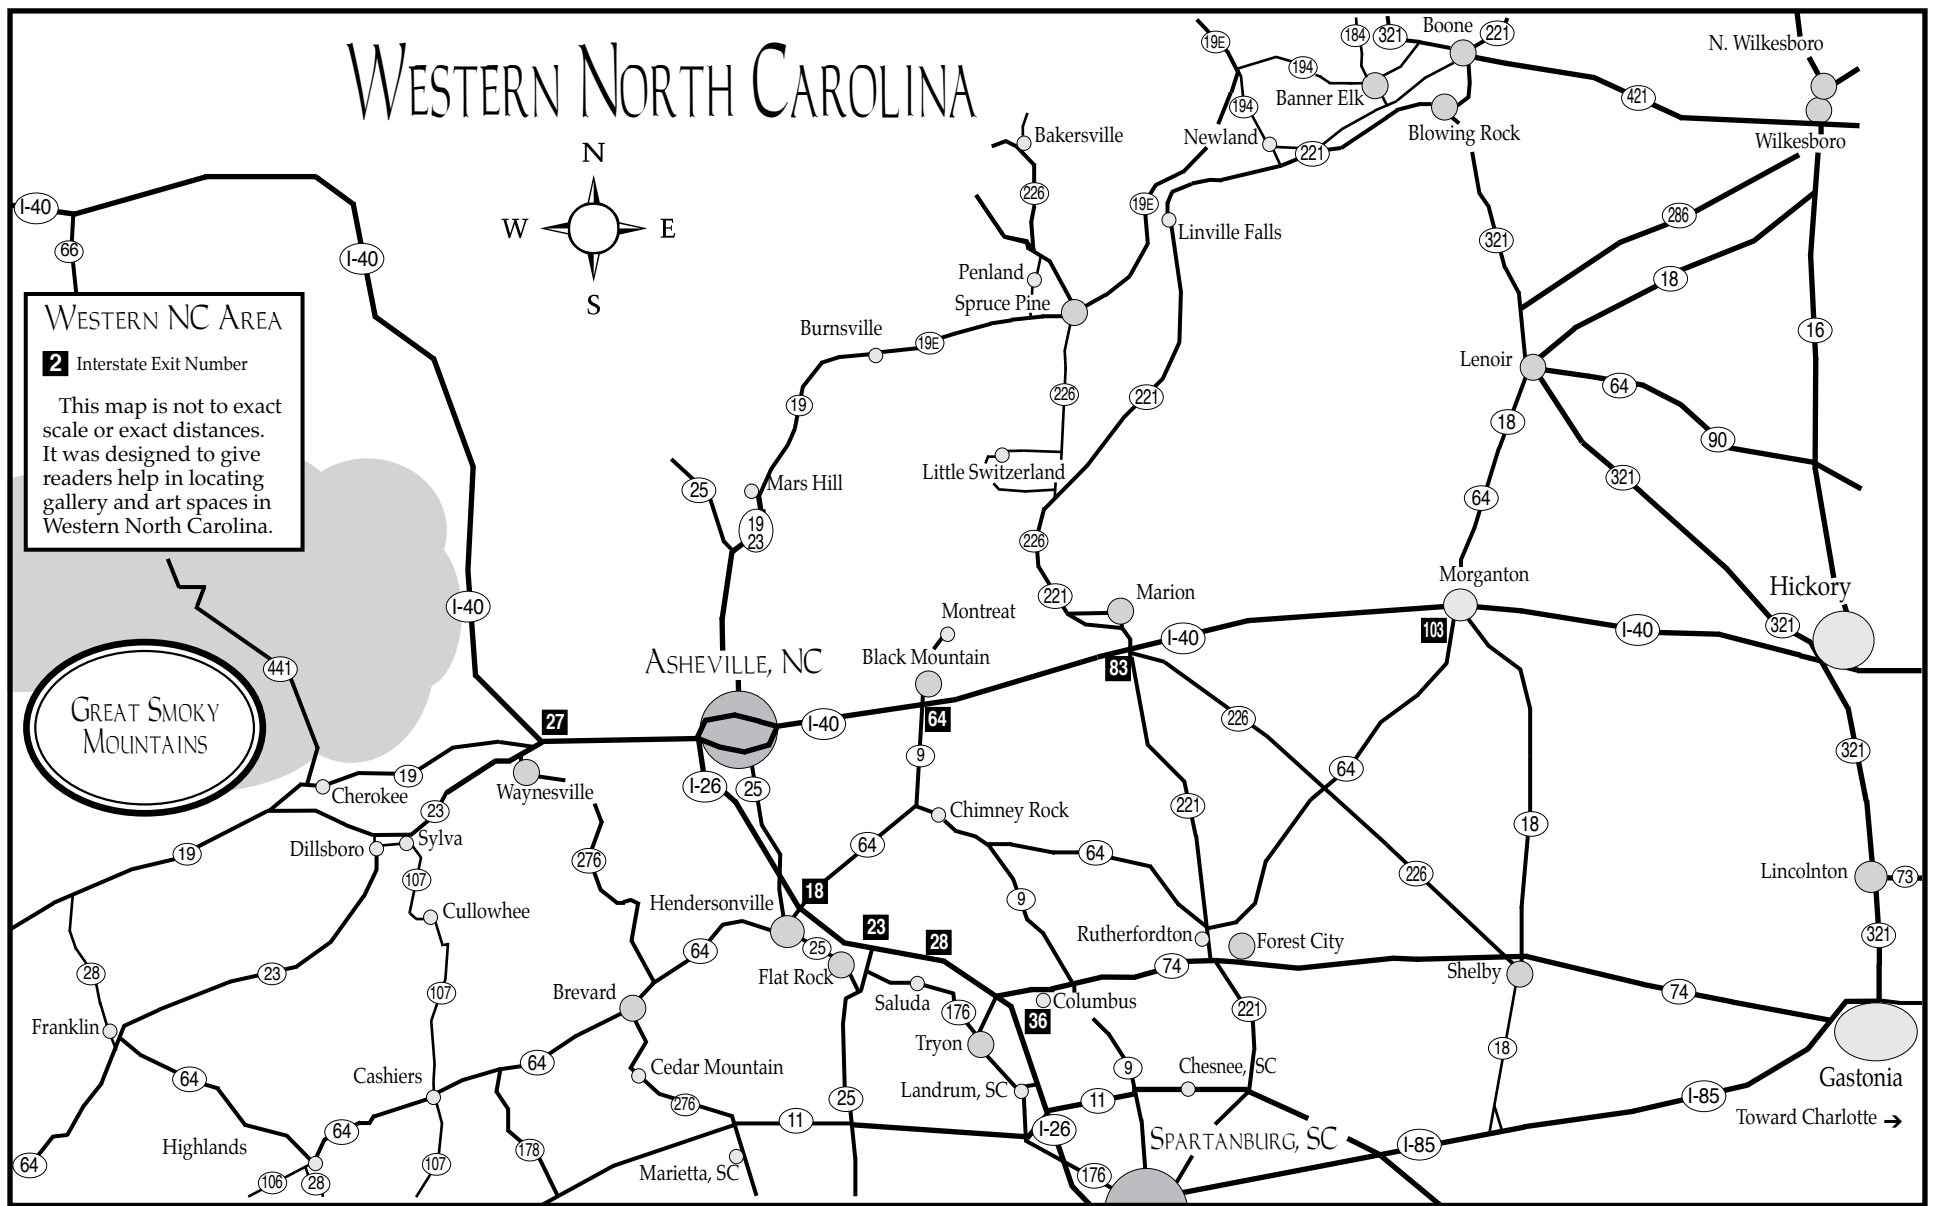 WESTERN NORTH CAROLINA
N
W
E
S
WESTERN NC AREA
2 Interstate Exit Number
This map is not to exact
scale or exact distances.
It was designed to give
readers help in locating
gallery and art spaces in
Western North Carolina.
GREAT SMOKY
MOUNTAINS
I-40
66
I-40
I-40
441
27
19E
194
194
184
321
Boone
221
Banner Elk
Newland
221
Blowing Rock
421
N. Wilkesboro
Wilkesboro
Bakersville
226
19E
Linville Falls
321
286
18
16
Penland
Spruce Pine
Burnsville
19E
19
226
221
Lenoir
64
18
90
321
64
25
Mars Hill
19
23
Little Switzerland
226
221
Marion
Morganton
Hickory
321
ASHEVILLE, NC
Montreat
Black Mountain
I-40
I-40
I-40
103
83
64
9
226
64
321
I-26
25
Cherokee
19
Waynesville
23
Dillsboro
Sylva
19
107
276
Chimney Rock
64
64
221
18
226
Lincolnton
73
321
Cullowhee
Hendersonville
18
23
28
9
Rutherfordton
Forest City
28
23
107
64
25
Flat Rock
74
Shelby
74
Brevard
Saluda
176
Columbus
36
221
Franklin
Tryon
64
Cashiers
64
Cedar Mountain
276
25
Landrum, SC
9
Chesnee, SC
18
Gastonia
I-85
Toward Charlotte →
11
11
I-26
SPARTANBURG, SC
I-85
Highlands
64
178
Marietta, SC
64
106
28
107
176